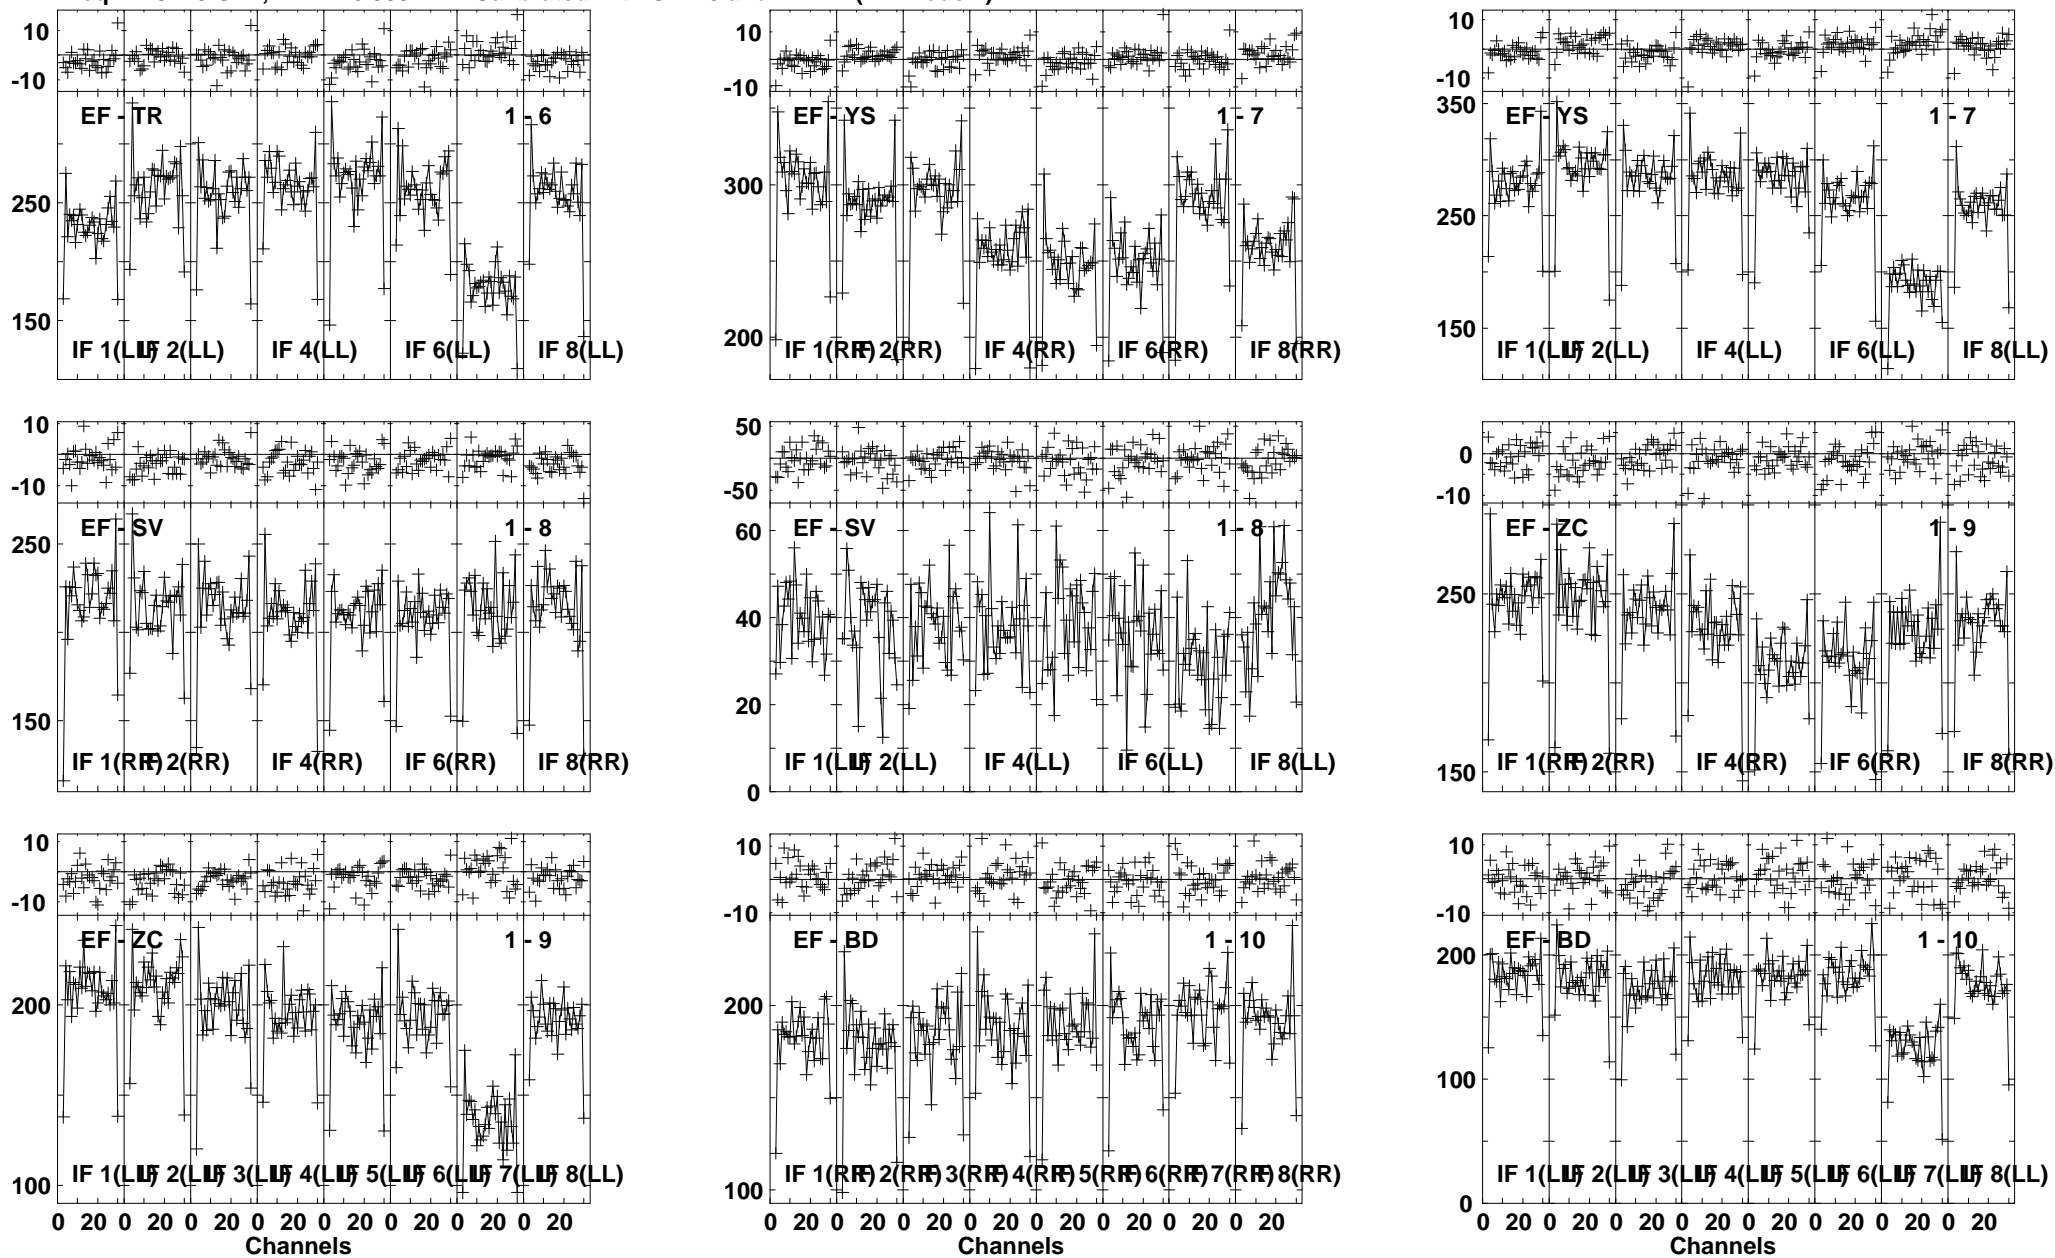 10
-10
EF - TR 1 - 6
250
150
IF 1(LL) IF 2(LL) IF 4(LL) IF 6(LL) IF 8(LL)
10
-10
EF - YS 1 - 7
300
200
IF 1(RR) IF 2(RR) IF 4(RR) IF 6(RR) IF 8(RR)
10
-10
350
EF - YS 1 - 7
250
150
IF 1(LL) IF 2(LL) IF 4(LL) IF 6(LL) IF 8(LL)
10
-10
EF - SV 1 - 8
250
150
IF 1(RR) IF 2(RR) IF 4(RR) IF 6(RR) IF 8(RR)
50
-50
60
EF - SV 1 - 8
40
20
IF 1(LL) IF 2(LL) IF 4(LL) IF 6(LL) IF 8(LL)
0
0
-10
EF - ZC 1 - 9
250
150
IF 1(RR) IF 2(RR) IF 4(RR) IF 6(RR) IF 8(RR)
10
-10
EF - ZC 1 - 9
200
100
IF 1(LL) IF 2(LL) IF 3(LL) IF 4(LL) IF 5(LL) IF 6(LL) IF 7(LL) IF 8(LL)
0 20 0 20 0 20 0 20 0 20 0 20 0 20 0 20
Channels
10
-10
EF - BD 1 - 10
200
100
IF 1(RR) IF 2(RR) IF 3(RR) IF 4(RR) IF 5(RR) IF 6(RR) IF 7(RR) IF 8(RR)
0 20 0 20 0 20 0 20 0 20 0 20 0 20 0 20
Channels
10
-10
EF - BD 1 - 10
200
100
0
IF 1(LL) IF 2(LL) IF 3(LL) IF 4(LL) IF 5(LL) IF 6(LL) IF 7(LL) IF 8(LL)
0 20 0 20 0 20 0 20 0 20 0 20 0 20 0 20
Channels